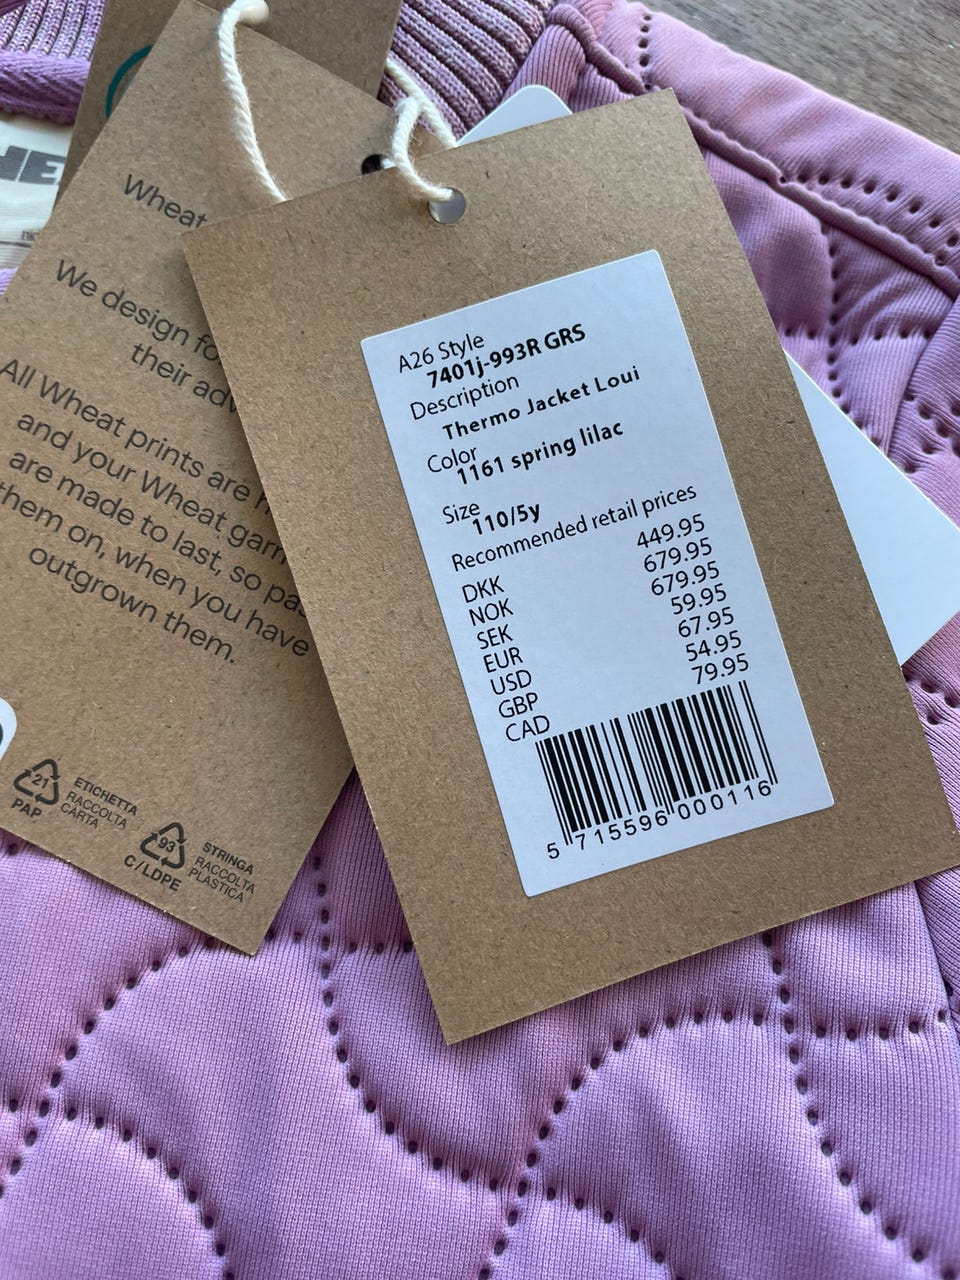 Wheat
We design
their
All Wheat prints are
and your Wheat
are made to last, so
them on, when you have
outgrown them.
21
PAP
ETICHETTA
RACCOLTA
CARTA
93
C/LDPE
STRINGA
RACCOLTA
PLASTICA
A26 Style
7401j-993R GRS
Description
Thermo Jacket Loui
Color
1161 spring lilac
Size
110/5y
Recommended retail prices
DKK 449.95
NOK 679.95
SEK 679.95
EUR 59.95
USD 67.95
GBP 54.95
CAD 79.95
5 715596 000116